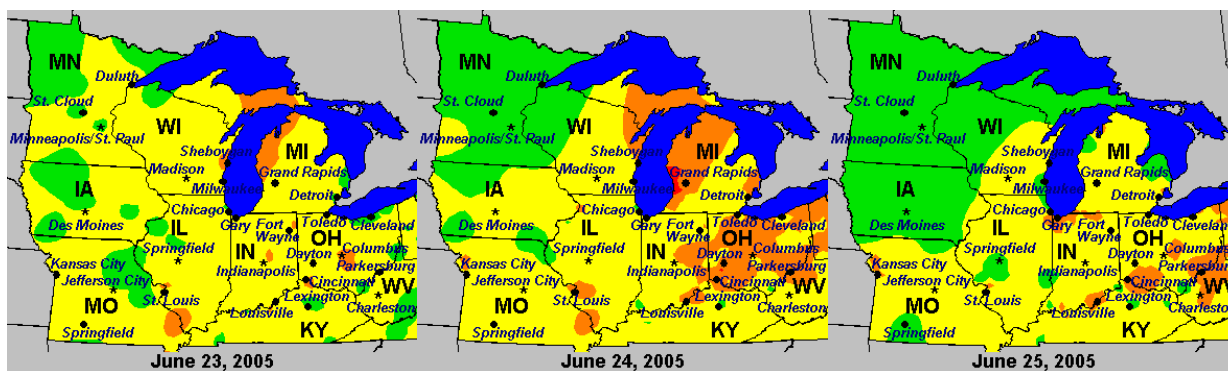 MN
Duluth
St. Cloud
Minneapolis/St. Paul
WI
Sheboygan
MI
Madison
Grand Rapids
IA
Milwaukee
Detroit
Des Moines
Chicago
Gary Fort
Toledo
IL
Wayne
OH
Cleveland
Springfield
IN
Columbus
Kansas City
Dayton
Indianapolis
Parkersburg
Jefferson City
Cincinnati
MO
St. Louis
Lexington
WV
Louisville
Charleston
Springfield
KY
June 23, 2005
MN
Duluth
St. Cloud
Minneapolis/St. Paul
WI
Sheboygan
MI
Madison
Grand Rapids
IA
Milwaukee
Detroit
Des Moines
Chicago
Gary Fort
Toledo
IL
Wayne
OH
Cleveland
Springfield
IN
Columbus
Kansas City
Dayton
Indianapolis
Parkersburg
Jefferson City
Cincinnati
MO
St. Louis
Lexington
WV
Louisville
Charleston
Springfield
KY
June 24, 2005
MN
Duluth
St. Cloud
Minneapolis/St. Paul
WI
Sheboygan
MI
Madison
Grand Rapids
IA
Milwaukee
Detroit
Des Moines
Chicago
Gary Fort
Toledo
IL
Wayne
OH
Cleveland
Springfield
IN
Columbus
Kansas City
Dayton
Indianapolis
Parkersburg
Jefferson City
Cincinnati
MO
St. Louis
Lexington
WV
Louisville
Charleston
Springfield
KY
June 25, 2005